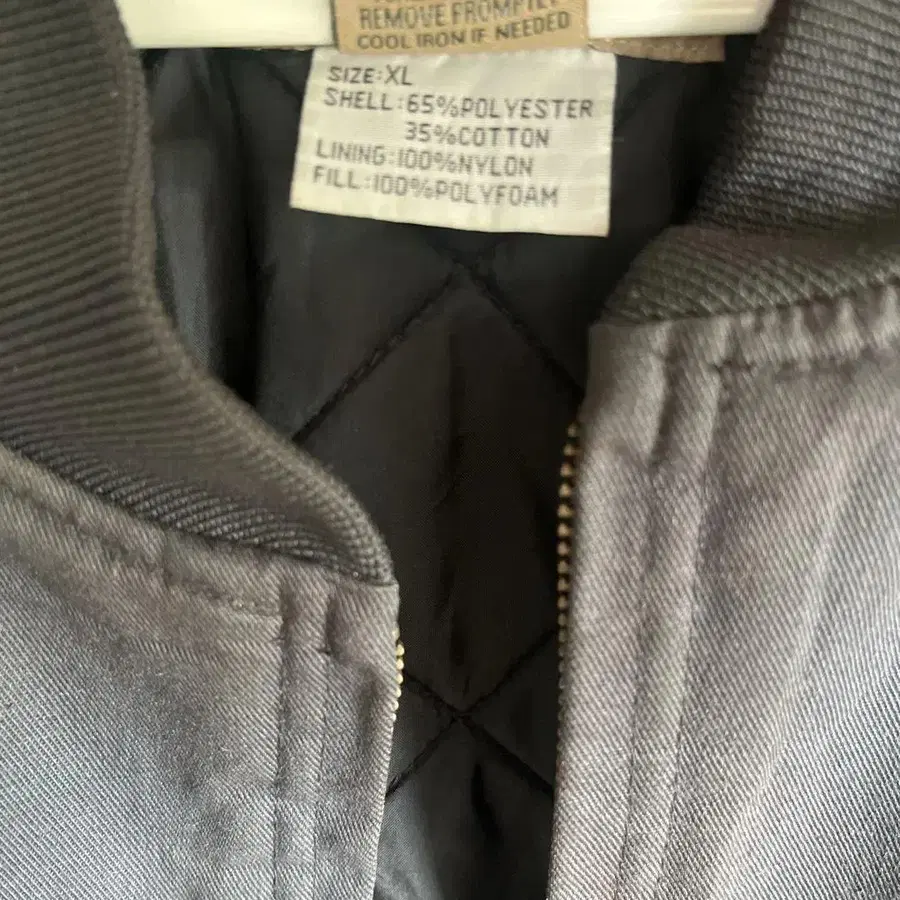 REMOVE PROMPTLY
COOL IRON IF NEEDED
SIZE:XL
SHELL:65%POLYESTER
35%COTTON
LINING:100%NYLON
FILL:100%POLYFOAM